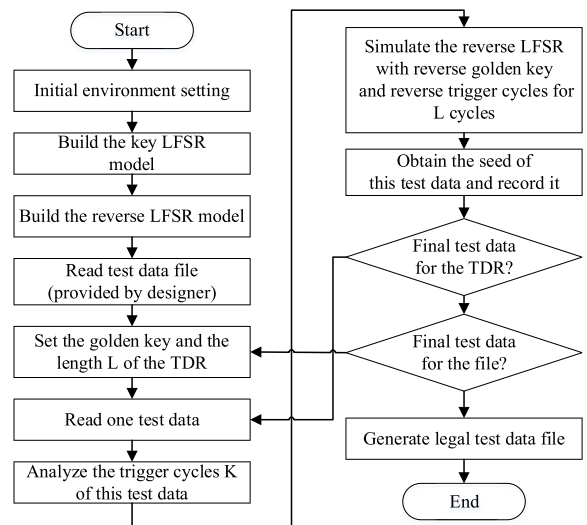 Start
Initial environment setting
Build the key LFSR
model
Build the reverse LFSR model
Read test data file
(provided by designer)
Set the golden key and the
length L of the TDR
Read one test data
Analyze the trigger cycles K
of this test data
Simulate the reverse LFSR
with reverse golden key
and reverse trigger cycles for
L cycles
Obtain the seed of
this test data and record it
Final test data
for the TDR?
Final test data
for the file?
Generate legal test data file
End